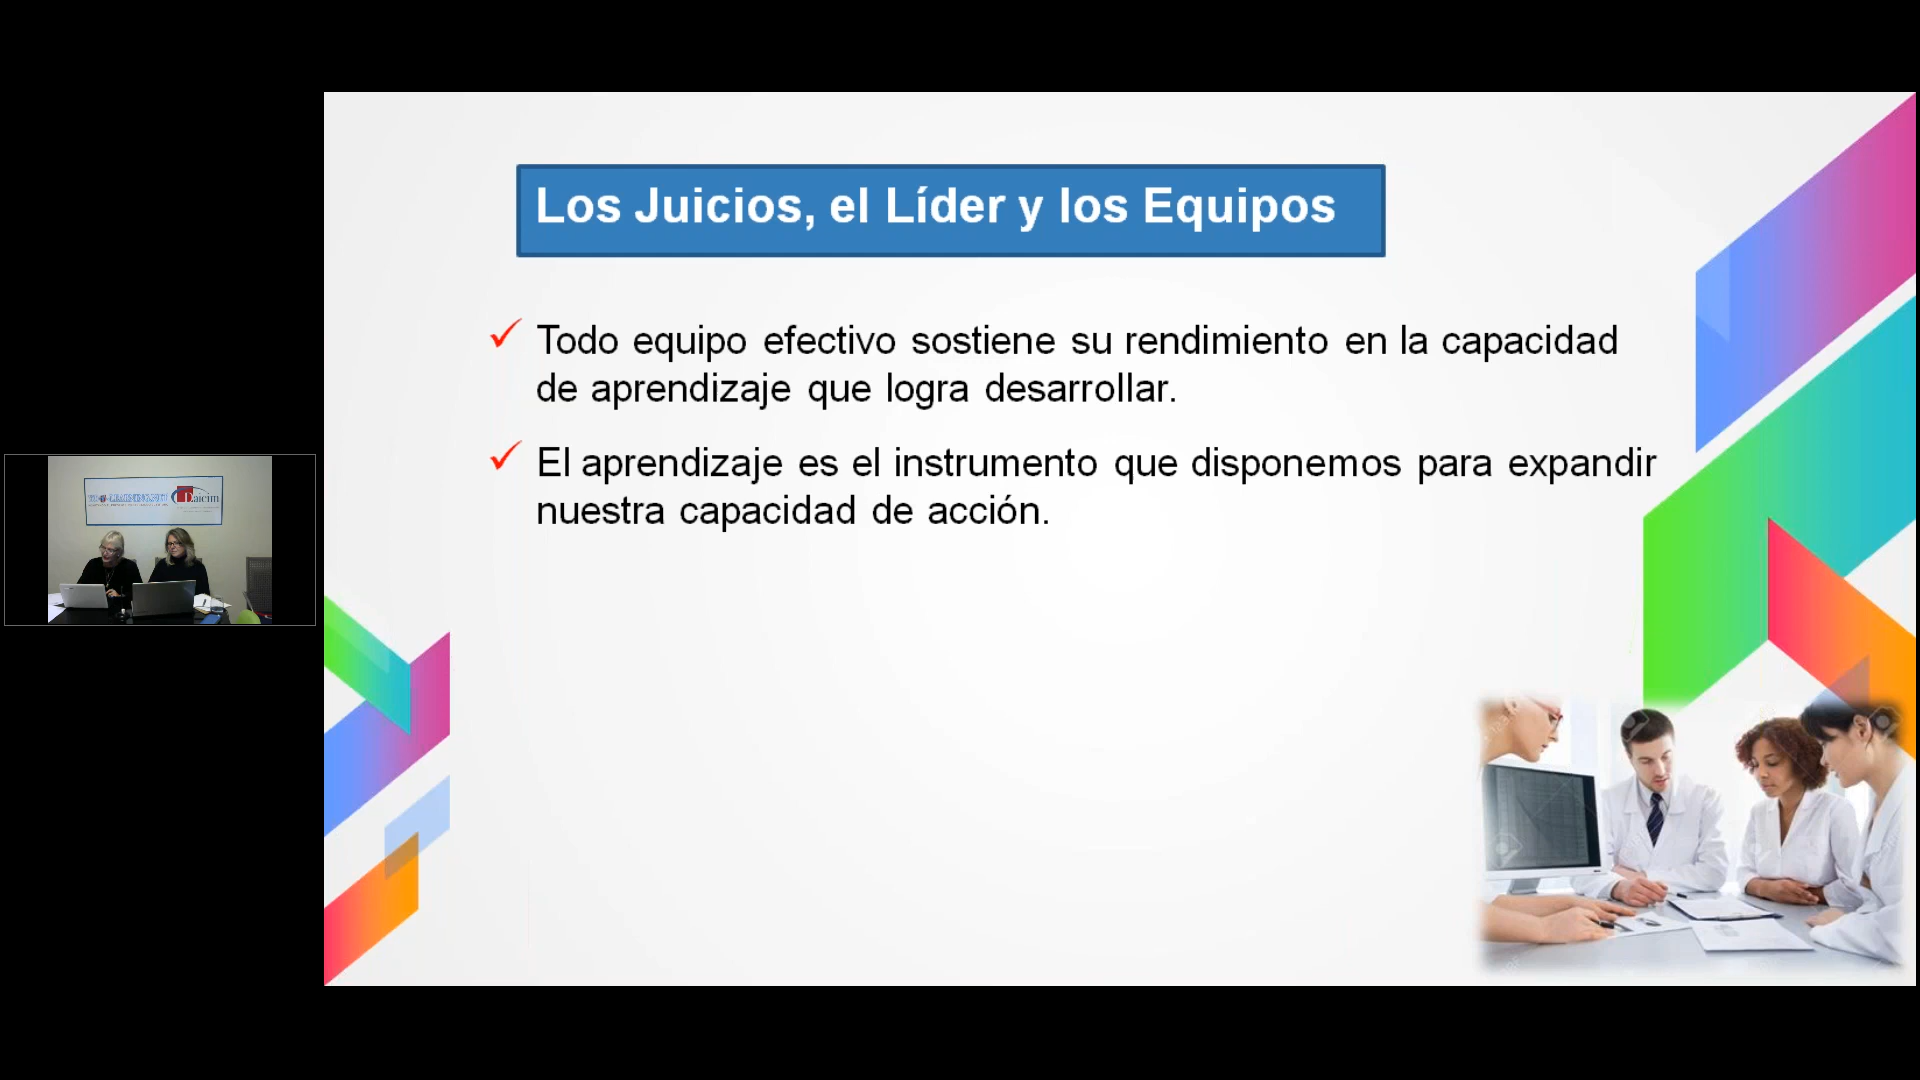 Los Juicios, el Líder y los Equipos
Todo equipo efectivo sostiene su rendimiento en la capacidad
de aprendizaje que logra desarrollar.
El aprendizaje es el instrumento que disponemos para expandir
nuestra capacidad de acción.
Daicim